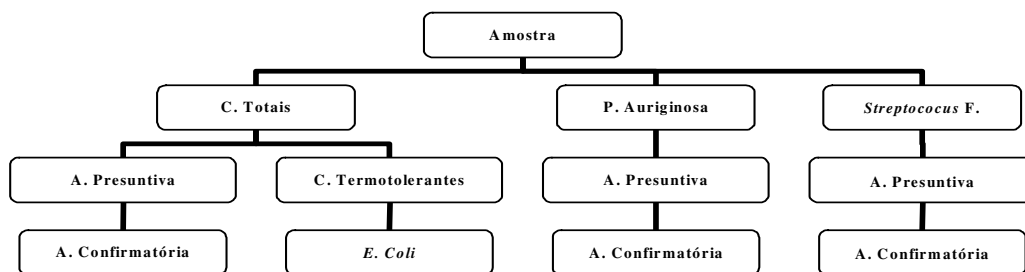 Amostra
C. Totais
P. Auriginosa
Streptococus F.
A. Presuntiva
C. Termotolerantes
A. Presuntiva
A. Presuntiva
A. Confirmatória
E. Coli
A. Confirmatória
A. Confirmatória